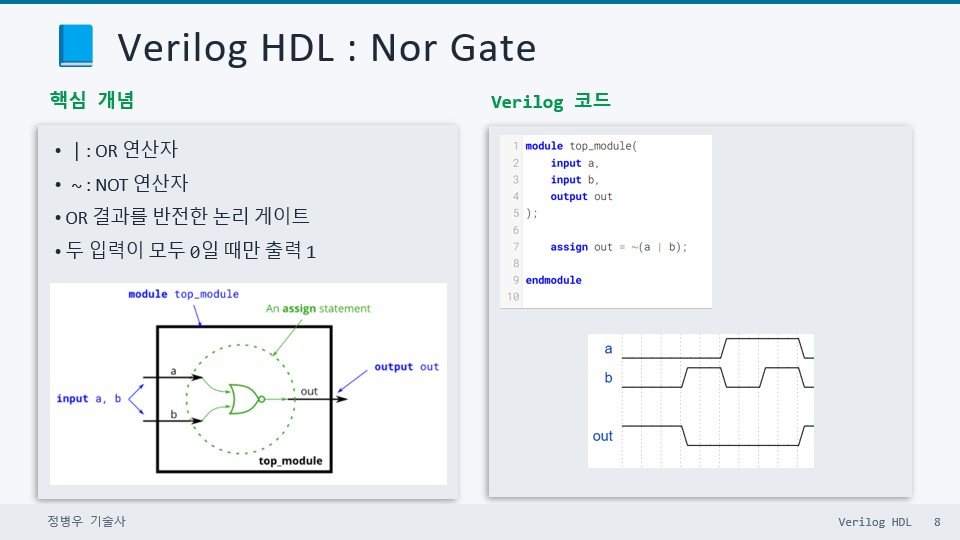 Verilog HDL : Nor Gate
핵심 개념
• | : OR 연산자
• ~ : NOT 연산자
• OR 결과를 반전한 논리 게이트
• 두 입력이 모두 0일 때만 출력 1
module top_module
An assign statement
output out
input a, b
a
b
out
top_module
Verilog 코드
1 module top_module(
2 input a,
3 input b,
4 output out
5 );
6
7 assign out = ~(a | b);
8
9 endmodule
10
a
b
out
정병우 기술사
Verilog HDL 8